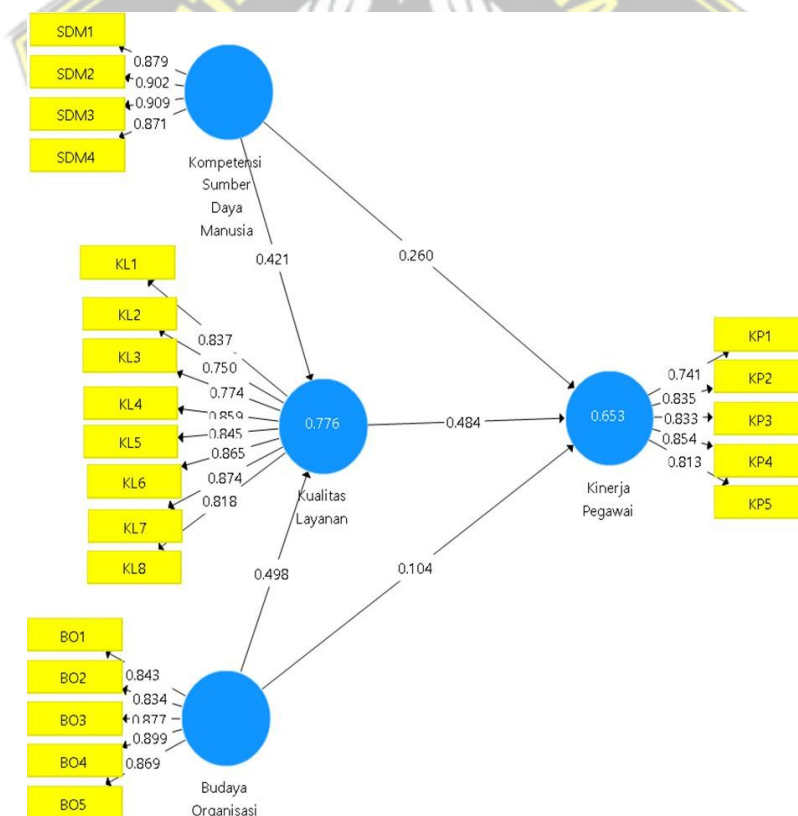 SDM1
0.879
SDM2
0.902
SDM3
0.909
SDM4
0.871
Kompetensi
Sumber
Daya
Manusia
0.421
0.260
KL1
0.837
KL2
0.750
KL3
0.774
KL4
0.859
KL5
0.845
KL6
0.865
KL7
0.874
KL8
0.818
0.776
Kualitas
Layanan
0.484
0.653
Kinerja
Pegawai
KP1
0.741
KP2
0.835
KP3
0.833
KP4
0.854
KP5
0.813
0.498
0.104
BO1
0.843
BO2
0.834
BO3
0.877
BO4
0.899
BO5
0.869
Budaya
Organisasi